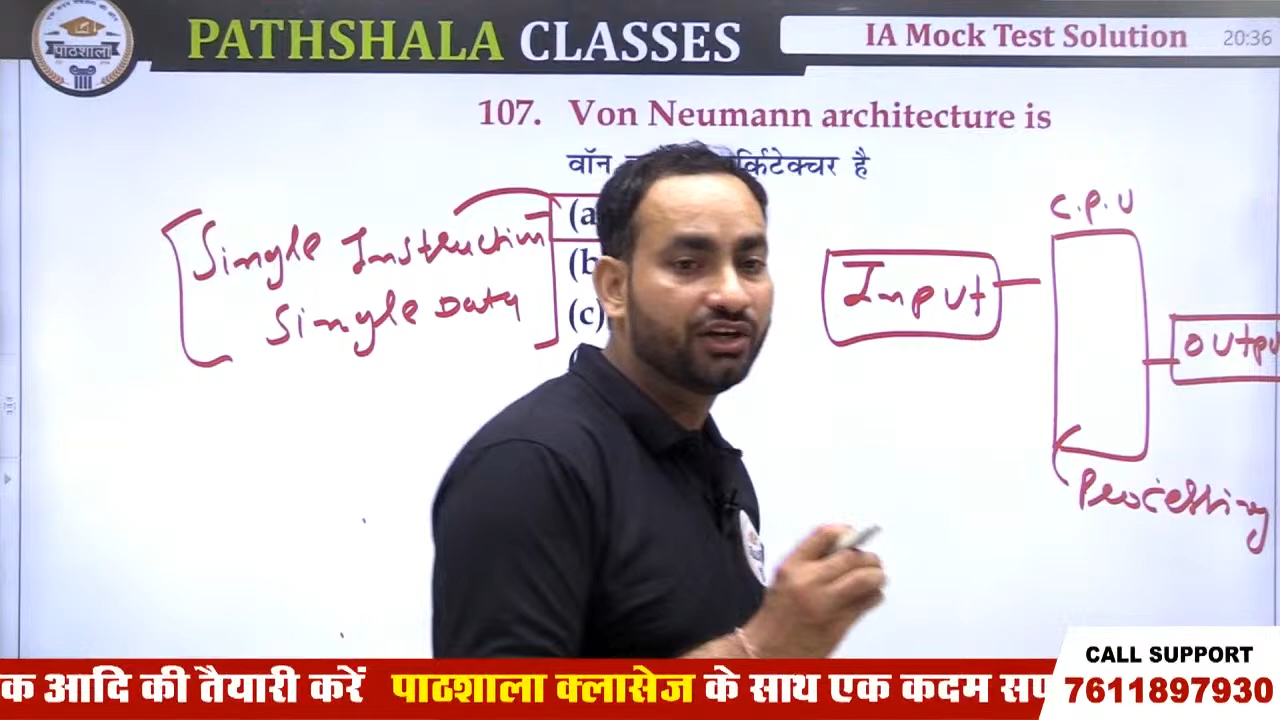 पाठशाला
PATHSHALA CLASSES
IA Mock Test Solution
20:36
107. Von Neumann architecture is
वॉन र्किटेक्चर है
(a
(b
(c)
Single Instruction
Single Data
Input
C.P.U
Output
Processing
क आदि की तैयारी करें पाठशाला क्लासेज के साथ एक कदम सप
CALL SUPPORT
7611897930